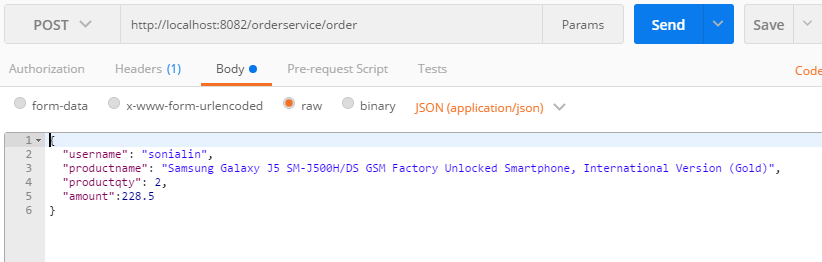 POST http://localhost:8082/orderservice/order Params Send Save
Authorization Headers (1) Body Pre-request Script Tests Code
form-data x-www-form-urlencoded raw binary JSON (application/json)
1 {
2 "username": "sonialin",
3 "productname": "Samsung Galaxy J5 SM-J500H/DS GSM Factory Unlocked Smartphone, International Version (Gold)",
4 "productqty": 2,
5 "amount":228.5
6 }